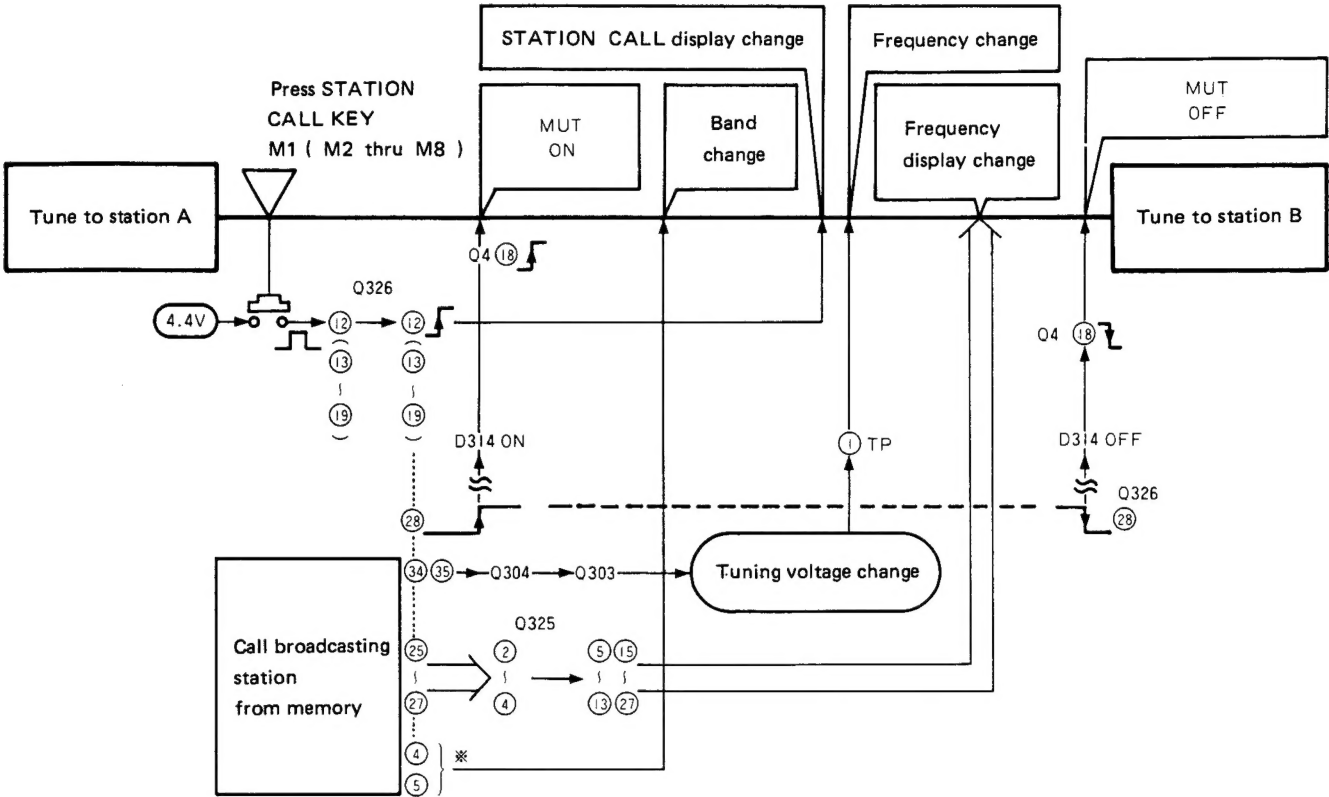 STATION CALL display change
Frequency change
Press STATION
CALL KEY
M1 ( M2 thru M8 )
MUT
ON
Band
change
Frequency
display change
MUT
OFF
Tune to station A
Tune to station B
Q4 18
Q326
4.4V
12 12
13 13
19 19
Q4 18
D314 ON
1 TP
D314 OFF
Q326
28
28
34 35 Q304 Q303 Tuning voltage change
Q325
Call broadcasting
station
from memory
25 2 5 15
27 4 13 27
4 ※
5